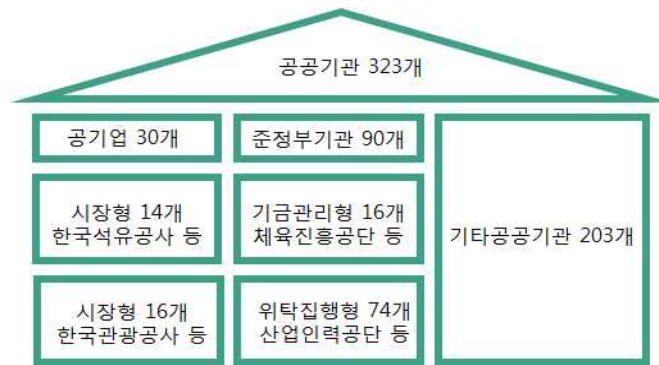 공공기관 323개
공기업 30개
준정부기관 90개
시장형 14개
한국석유공사 등
기금관리형 16개
체육진흥공단 등
기타공공기관 203개
시장형 16개
한국관광공사 등
위탁집행형 74개
산업인력공단 등